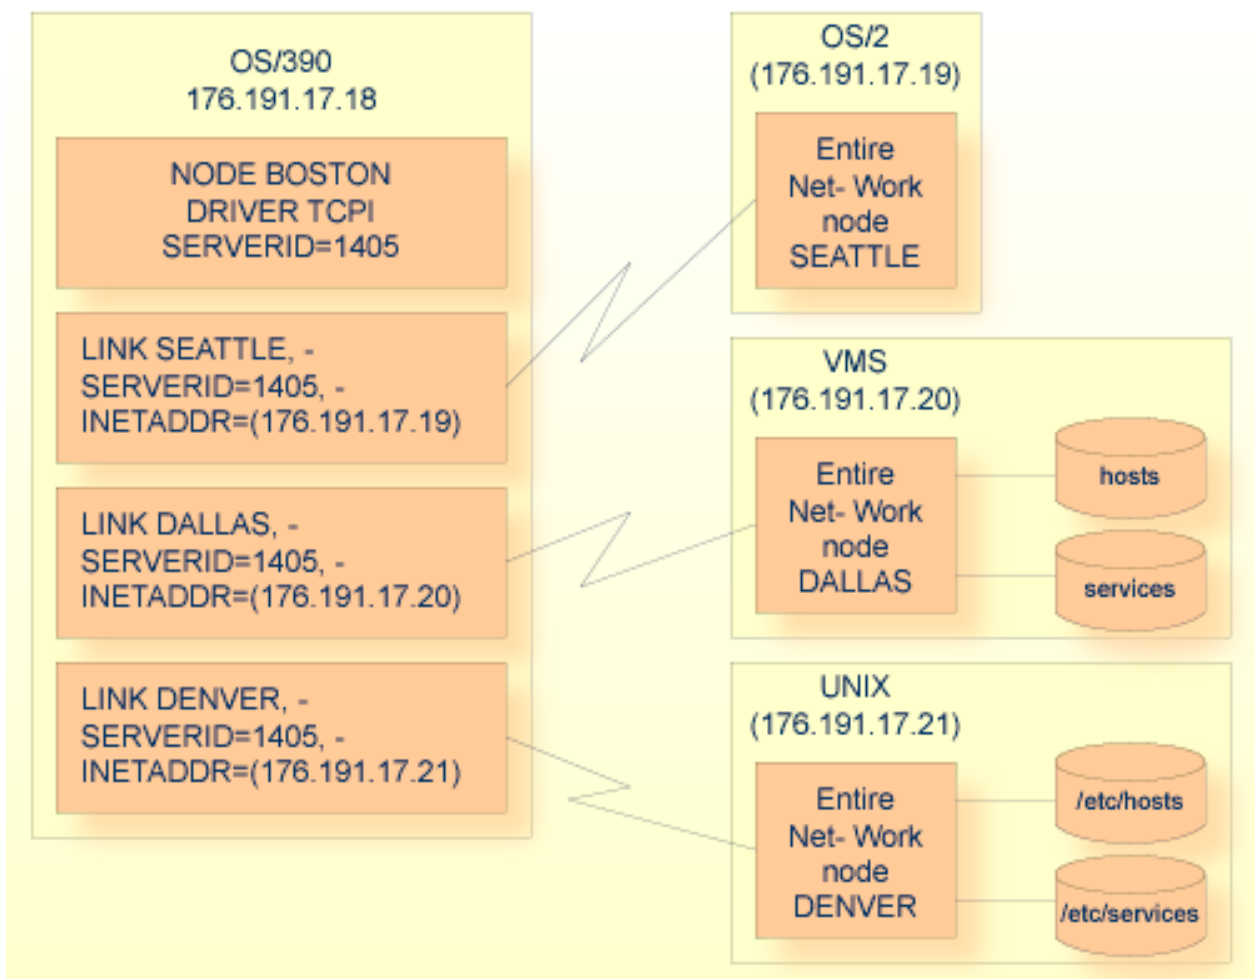 OS/390
176.191.17.18
NODE BOSTON
DRIVER TCPI
SERVERID=1405
LINK SEATTLE, -
SERVERID=1405, -
INETADDR=(176.191.17.19)
LINK DALLAS, -
SERVERID=1405, -
INETADDR=(176.191.17.20)
LINK DENVER, -
SERVERID=1405, -
INETADDR=(176.191.17.21)
OS/2
(176.191.17.19)
Entire
Net- Work
node
SEATTLE
VMS
(176.191.17.20)
Entire
Net- Work
node
DALLAS
hosts
services
UNIX
(176.191.17.21)
Entire
Net- Work
node
DENVER
/etc/hosts
/etc/services